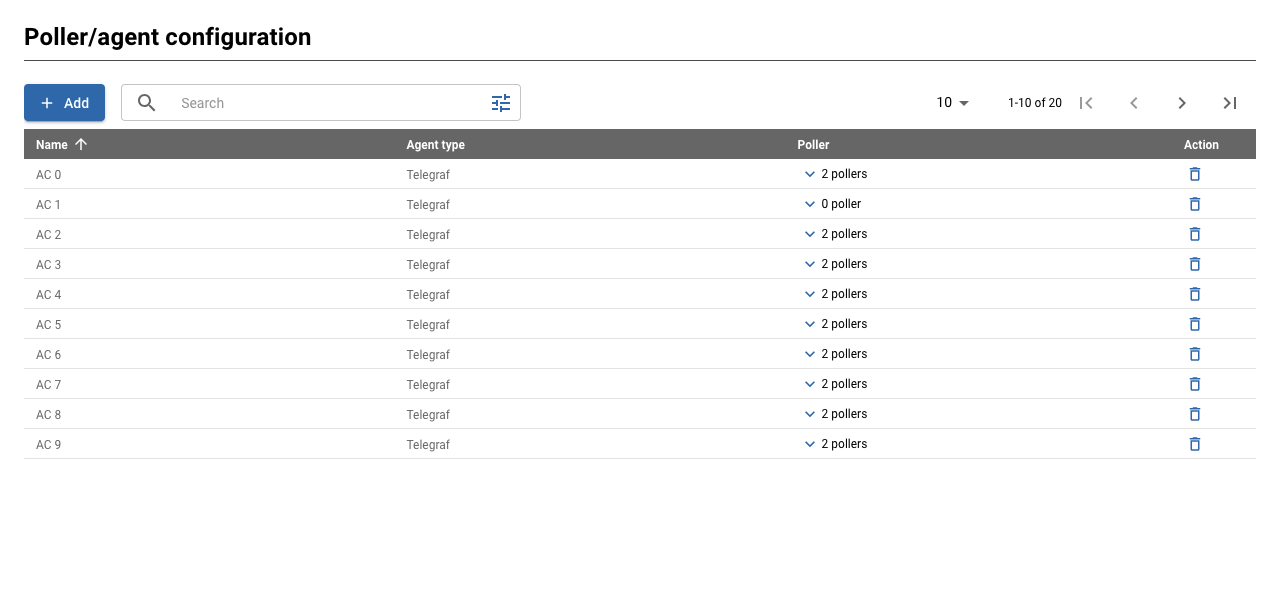 Poller/agent configuration
Add Search 10 1-10 of 20
Name Agent type Poller Action
AC 0 Telegraf 2 pollers
AC 1 Telegraf 0 poller
AC 2 Telegraf 2 pollers
AC 3 Telegraf 2 pollers
AC 4 Telegraf 2 pollers
AC 5 Telegraf 2 pollers
AC 6 Telegraf 2 pollers
AC 7 Telegraf 2 pollers
AC 8 Telegraf 2 pollers
AC 9 Telegraf 2 pollers